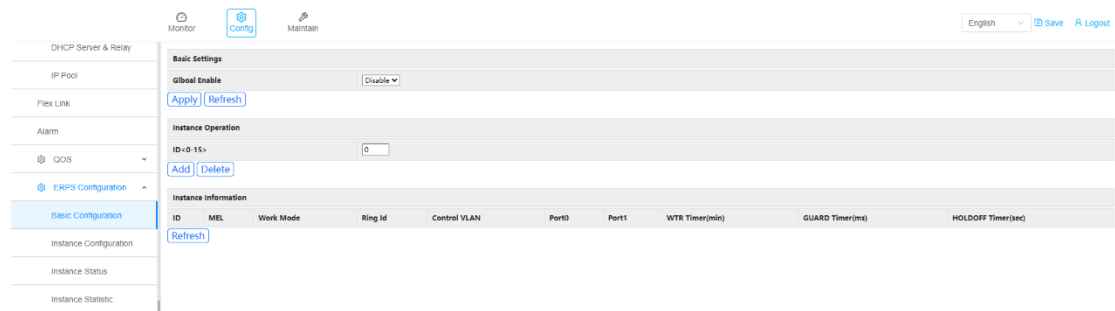 Monitor Config Maintain English Save Logout
DHCP Server & Relay
IP Pool
Flex Link
Alarm
QOS
ERPS Configuration
Basic Configuration
Instance Configuration
Instance Status
Instance Statistic
Basic Settings
Glboal Enable Disable
Apply Refresh
Instance Operation
ID<0-15> 0
Add Delete
Instance Information
ID MEL Work Mode Ring Id Control VLAN Port0 Port1 WTR Timer(min) GUARD Timer(ms) HOLDOFF Timer(sec)
Refresh